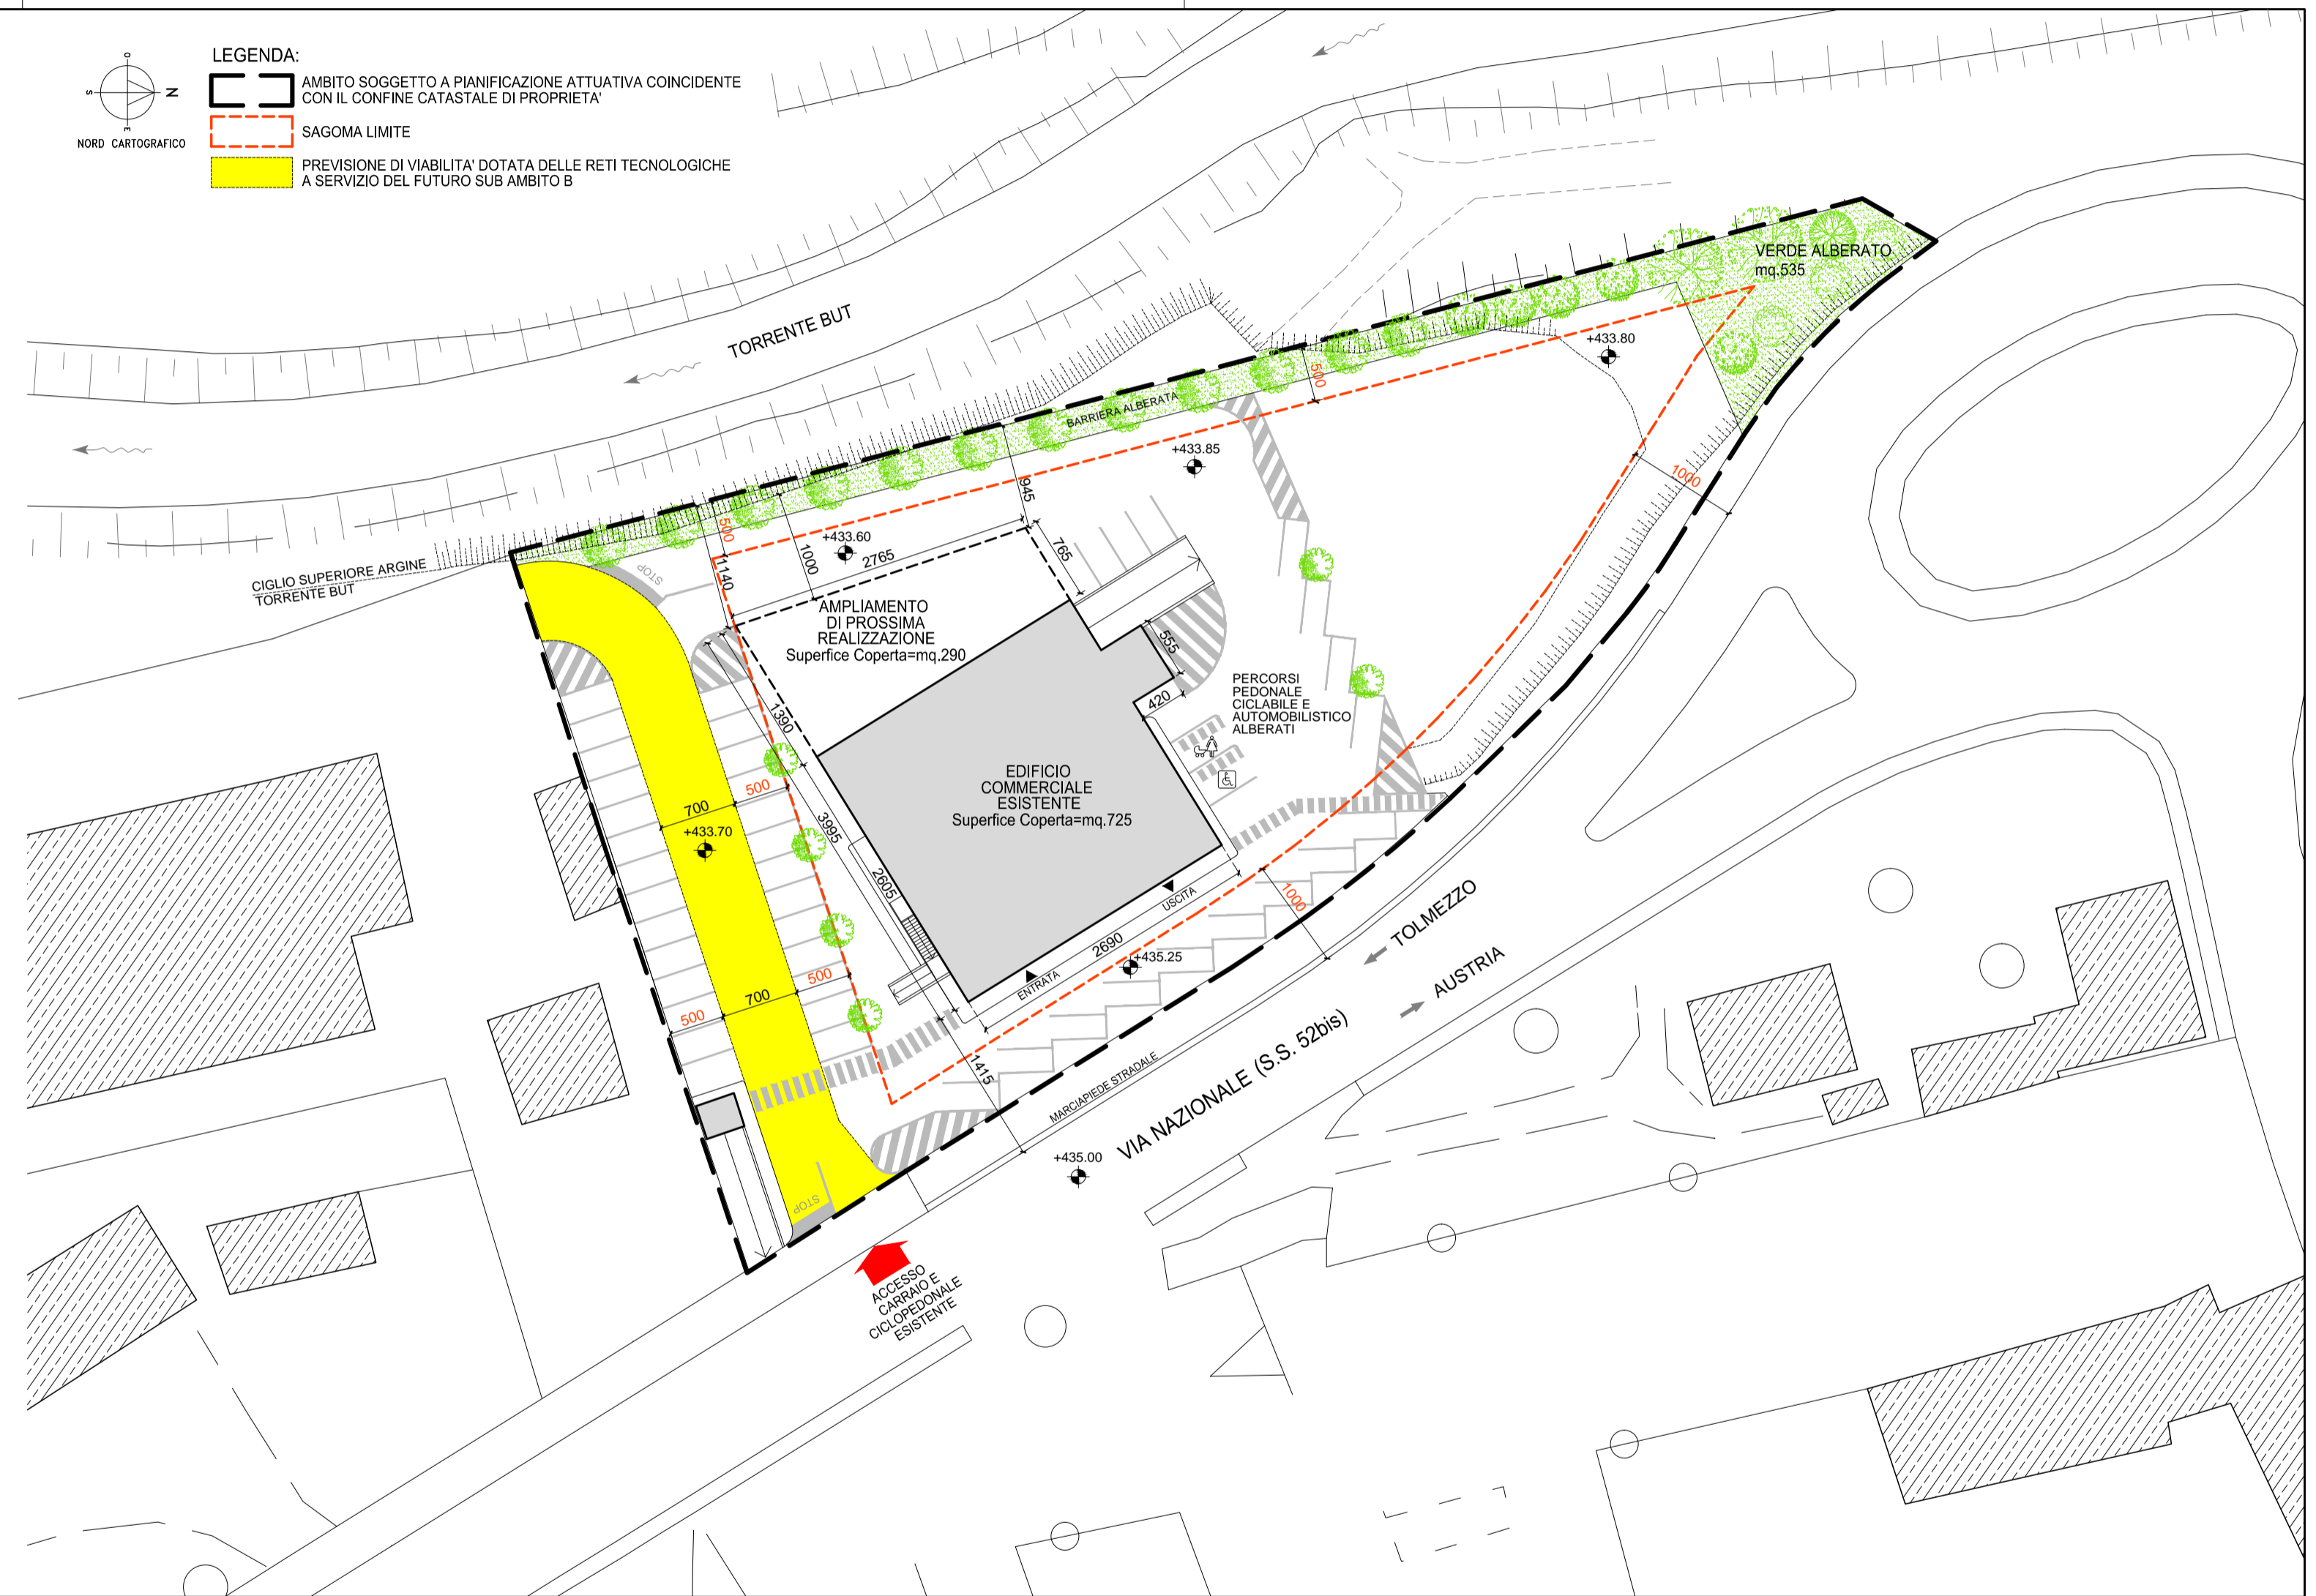 LEGENDA:
AMBITO SOGGETTO A PIANIFICAZIONE ATTUATIVA COINCIDENTE
CON IL CONFINE CATASTALE DI PROPRIETA'
SAGOMA LIMITE
PREVISIONE DI VIABILITA' DOTATA DELLE RETI TECNOLOGICHE
A SERVIZIO DEL FUTURO SUB AMBITO B
O
S
N
E
NORD CARTOGRAFICO
VERDE ALBERATO
mq.535
TORRENTE BUT
+433.80
500
BARRIERA ALBERATA
+433.85
1000
945
500
+433.60
1000
2765
765
1140
STOP
CIGLIO SUPERIORE ARGINE
TORRENTE BUT
AMPLIAMENTO
DI PROSSIMA
REALIZZAZIONE
Superfice Coperta=mq.290
555
420
PERCORSI
PEDONALE
CICLABILE E
AUTOMOBILISTICO
ALBERATI
1390
EDIFICIO
COMMERCIALE
ESISTENTE
Superfice Coperta=mq.725
500
700
+433.70
3995
2605
USCITA
1000
2690
ENTRATA
+435.25
TOLMEZZO
AUSTRIA
500
700
500
1415
MARCIAPIEDE STRADALE
VIA NAZIONALE (S.S. 52bis)
+435.00
STOP
ACCESSO
CARRAIO E
CICLOPEDONALE
ESISTENTE